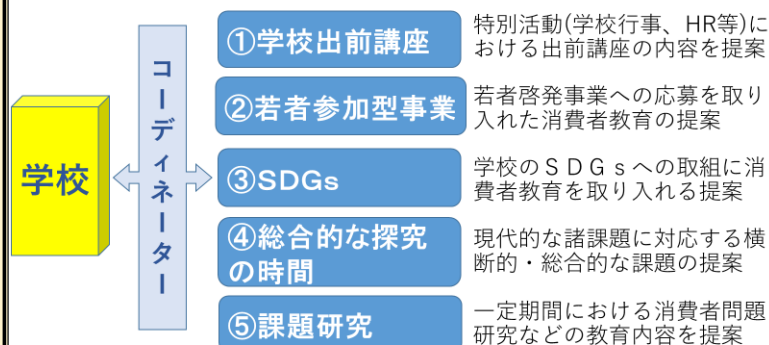 学校
コーディネーター
①学校出前講座
特別活動(学校行事、HR等)に
おける出前講座の内容を提案
②若者参加型事業
若者啓発事業への応募を取り
入れた消費者教育の提案
③SDGs
学校のＳＤＧｓへの取組に消
費者教育を取り入れる提案
④総合的な探究
の時間
現代的な諸課題に対応する横
断的・総合的な課題の提案
⑤課題研究
一定期間における消費者問題
研究などの教育内容を提案